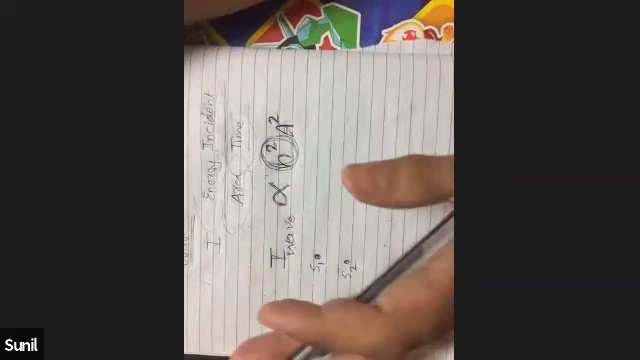 I Energy Incident
Area Time
I wave ∝ n² A²
S₁
S₂
Sunil